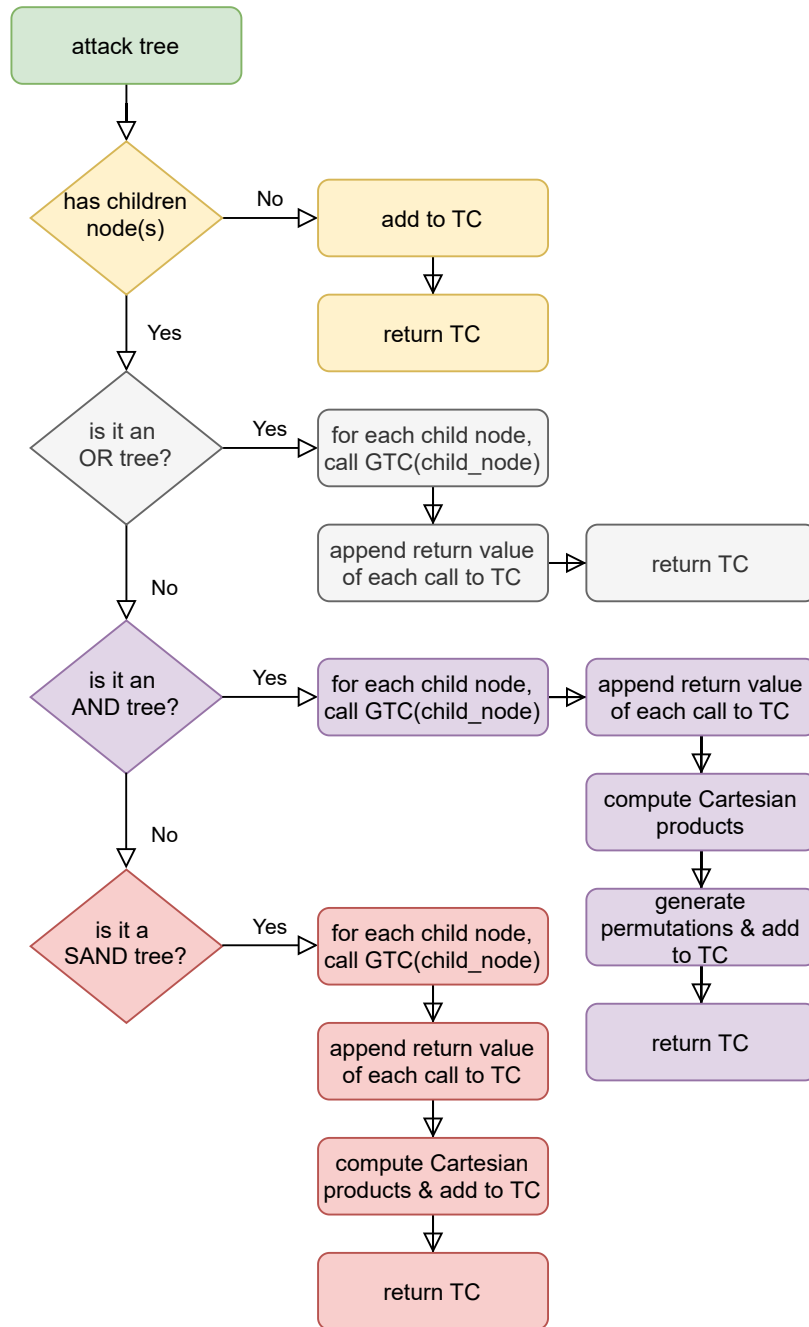 attack tree
has children
node(s)
No
add to TC
return TC
Yes
is it an
OR tree?
Yes
for each child node,
call GTC(child_node)
append return value
of each call to TC
return TC
No
is it an
AND tree?
Yes
for each child node,
call GTC(child_node)
append return value
of each call to TC
compute Cartesian
products
generate
permutations & add
to TC
return TC
No
is it a
SAND tree?
Yes
for each child node,
call GTC(child_node)
append return value
of each call to TC
compute Cartesian
products & add to TC
return TC